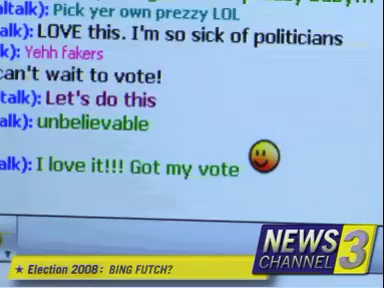 altalk): Pick yer own prezzy LOL
alk): LOVE this. I'm so sick of politicians
k): Yehh fakers
can't wait to vote!
talk): Let's do this
alk): unbelievable
alk): I love it!!! Got my vote
NEWS 3
CHANNEL
★ Election 2008: BING FUTCH?